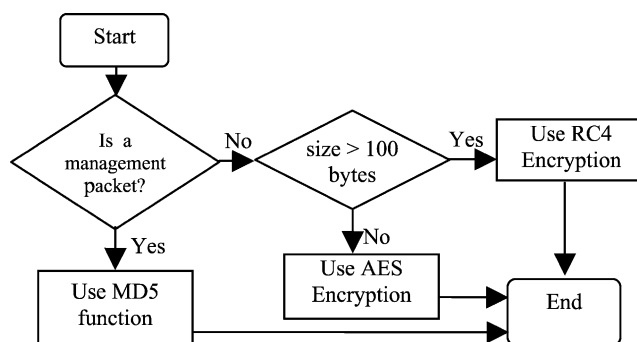 Start
Is a
management
packet?
No
size > 100
bytes
Yes
Use RC4
Encryption
No
Yes
Use AES
Encryption
Use MD5
function
End